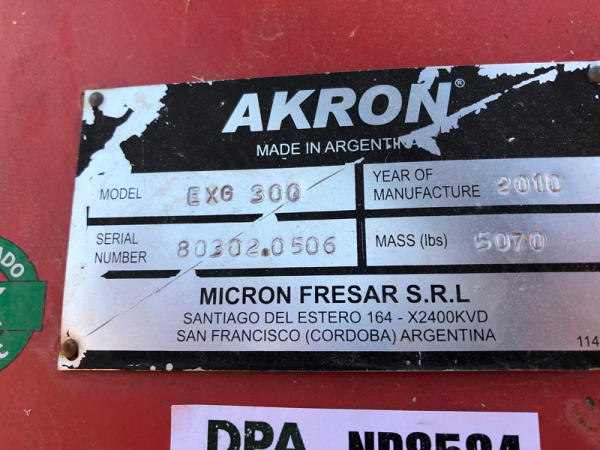 AKRON®
MADE IN ARGENTINA
MODEL EXG 300
YEAR OF MANUFACTURE 2010
SERIAL NUMBER 80302.0506
MASS (lbs) 5070
MICRON FRESAR S.R.L
SANTIAGO DEL ESTERO 164 - X2400KVD
SAN FRANCISCO (CORDOBA) ARGENTINA
114
DPA